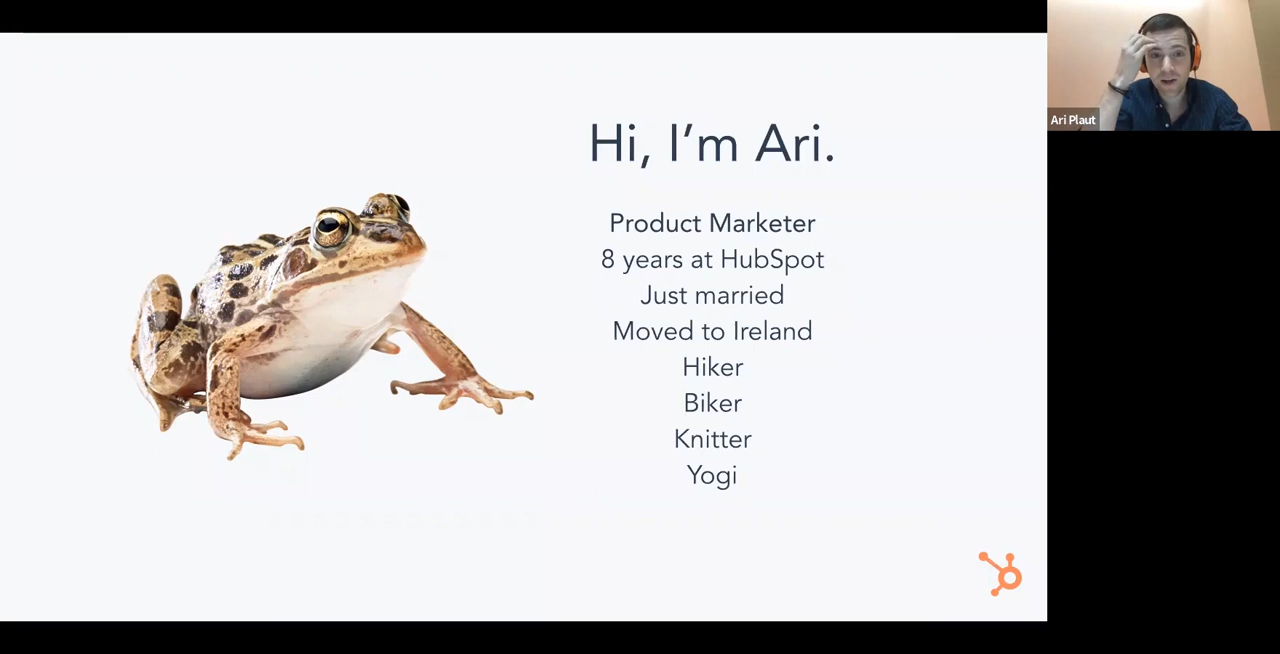 Hi, I’m Ari.
Product Marketer
8 years at HubSpot
Just married
Moved to Ireland
Hiker
Biker
Knitter
Yogi
Ari Plaut